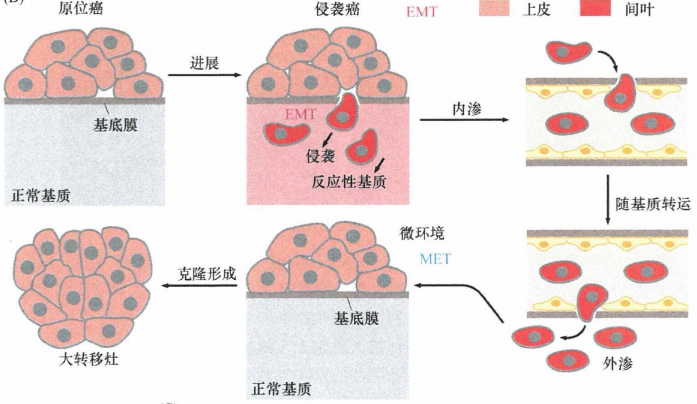 (B)
原位癌
侵袭癌
EMT
上皮
间叶
进展
基底膜
EMT
侵袭
反应性基质
正常基质
内渗
随基质转运
微环境
MET
克隆形成
基底膜
大转移灶
外渗
正常基质